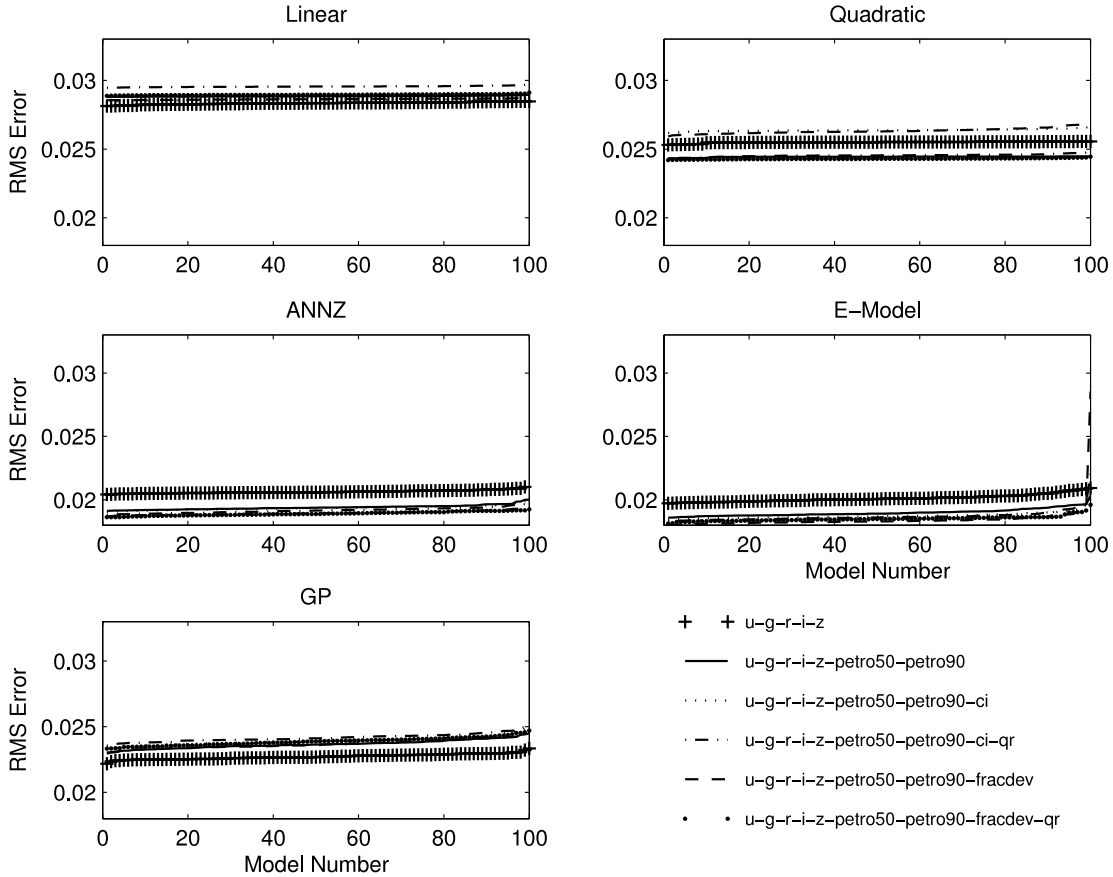 Linear
RMS Error
0.03
0.025
0.02
0 20 40 60 80 100
Quadratic
0.03
0.025
0.02
0 20 40 60 80 100
ANNZ
RMS Error
0.03
0.025
0.02
0 20 40 60 80 100
E−Model
0.03
0.025
0.02
0 20 40 60 80 100
Model Number
GP
RMS Error
0.03
0.025
0.02
0 20 40 60 80 100
Model Number
u−g−r−i−z
u−g−r−i−z−petro50−petro90
u−g−r−i−z−petro50−petro90−ci
u−g−r−i−z−petro50−petro90−ci−qr
u−g−r−i−z−petro50−petro90−fracdev
u−g−r−i−z−petro50−petro90−fracdev−qr